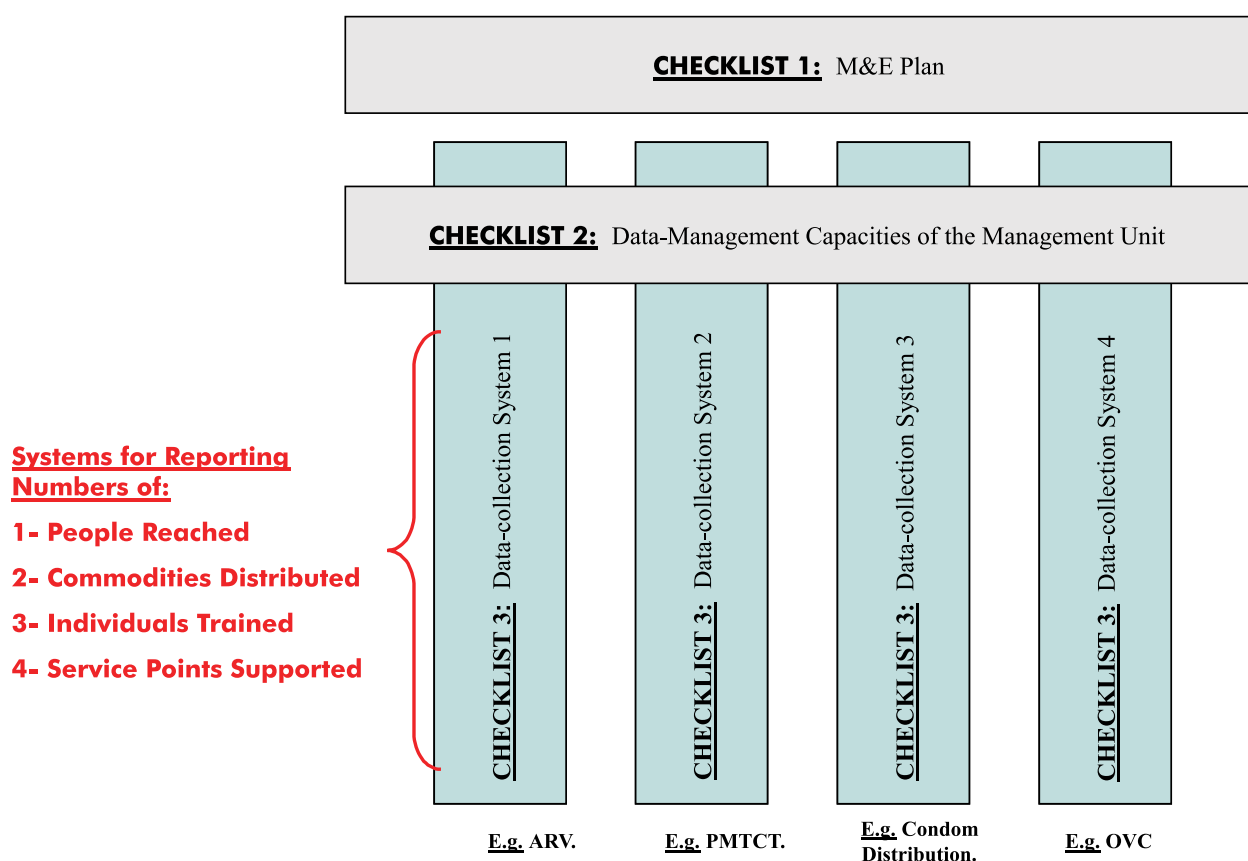 CHECKLIST 1: M&E Plan
CHECKLIST 2: Data-Management Capacities of the Management Unit
Systems for Reporting
Numbers of:
1- People Reached
2- Commodities Distributed
3- Individuals Trained
4- Service Points Supported
CHECKLIST 3: Data-collection System 1
CHECKLIST 3: Data-collection System 2
CHECKLIST 3: Data-collection System 3
CHECKLIST 3: Data-collection System 4
E.g. ARV.
E.g. PMTCT.
E.g. Condom
Distribution.
E.g. OVC